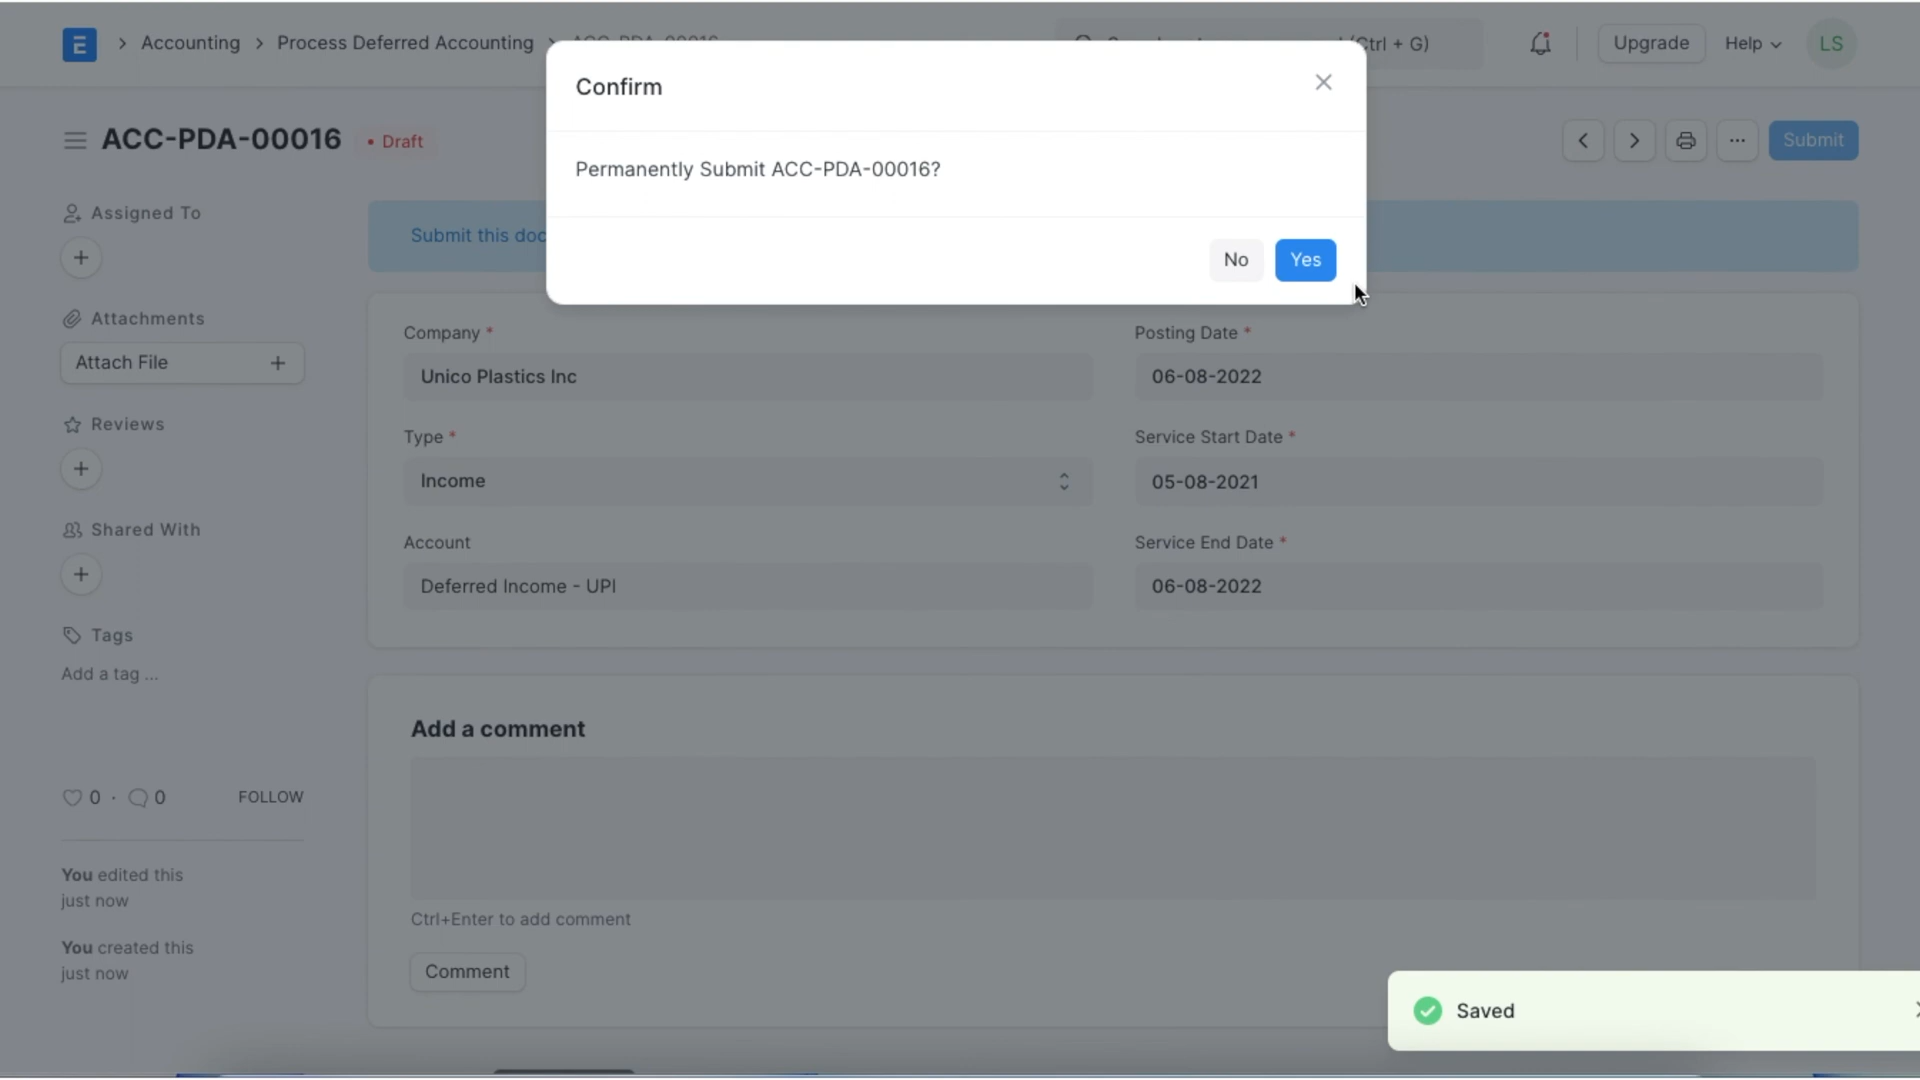 E > Accounting > Process Deferred Accounting > ACC-PDA-00016
(Ctrl + G)
Upgrade
Help
LS
Confirm
Permanently Submit ACC-PDA-00016?
No
Yes
ACC-PDA-00016
• Draft
Submit
Assigned To
Attachments
Attach File
Reviews
Shared With
Tags
Add a tag ...
0 · 0
FOLLOW
You edited this
just now
You created this
just now
Submit this doc
Company *
Unico Plastics Inc
Posting Date *
06-08-2022
Type *
Income
Service Start Date *
05-08-2021
Account
Deferred Income - UPI
Service End Date *
06-08-2022
Add a comment
Ctrl+Enter to add comment
Comment
Saved